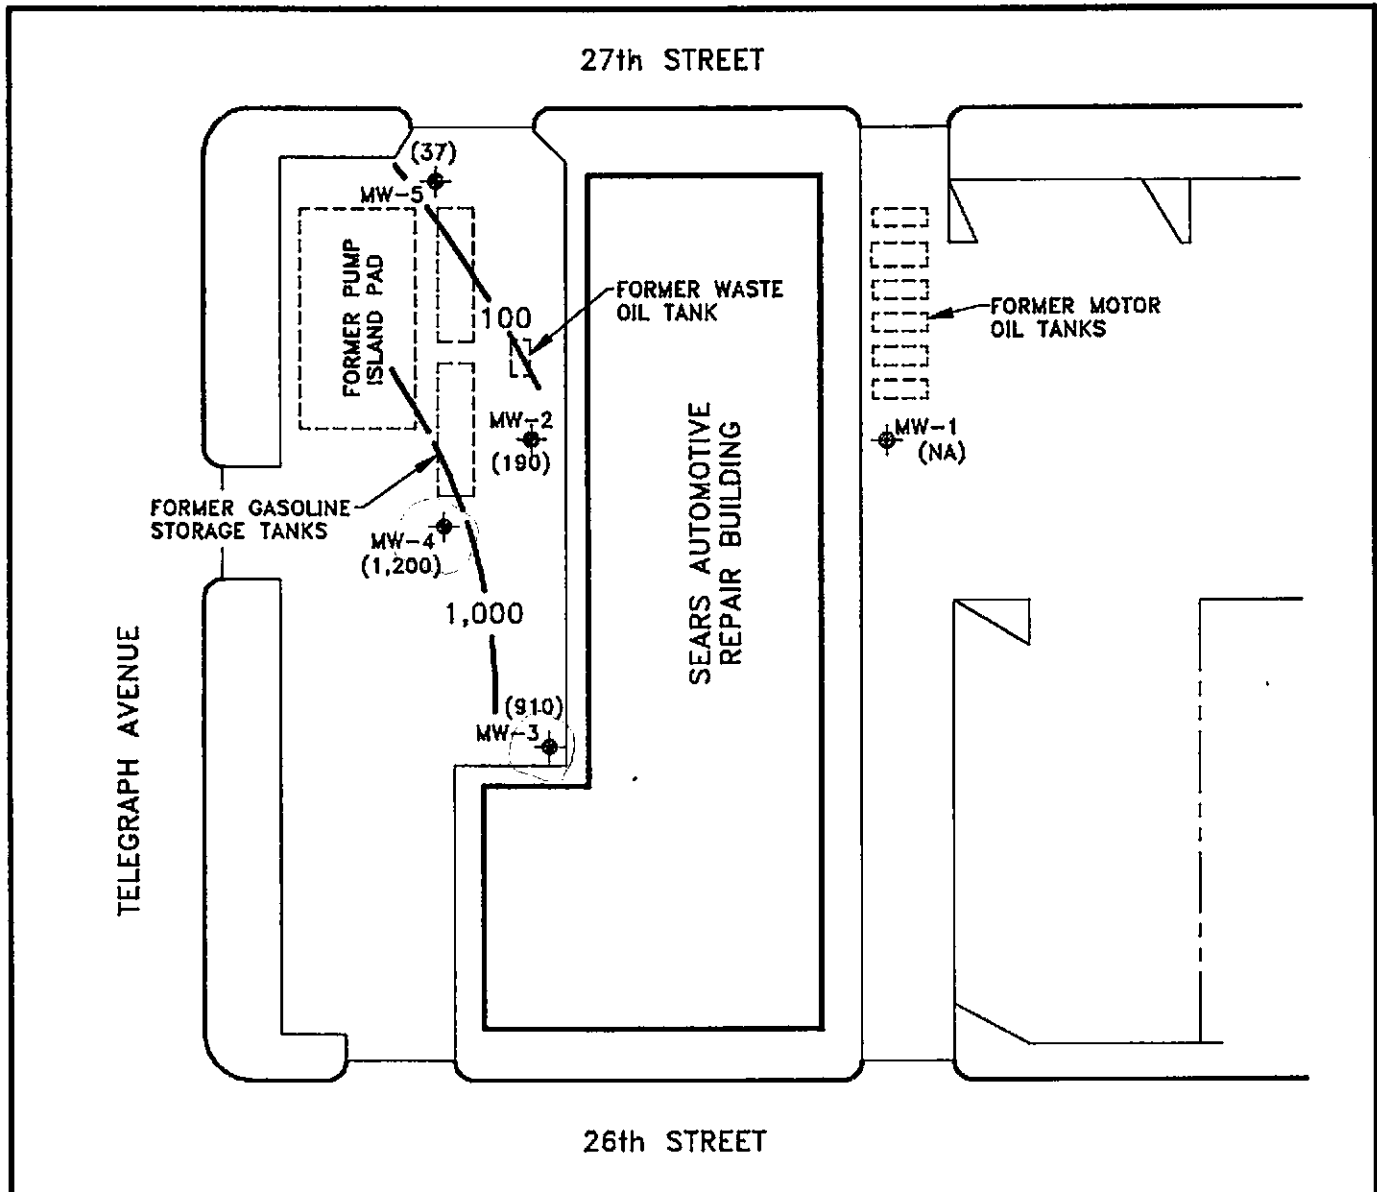 27th STREET
(37)
MW-5
FORMER PUMP
ISLAND PAD
100
FORMER WASTE
OIL TANK
FORMER MOTOR
OIL TANKS
MW-2
(190)
MW-1
(NA)
FORMER GASOLINE
STORAGE TANKS
MW-4
(1,200)
1,000
SEARS AUTOMOTIVE
REPAIR BUILDING
(910)
MW-3
TELEGRAPH AVENUE
26th STREET